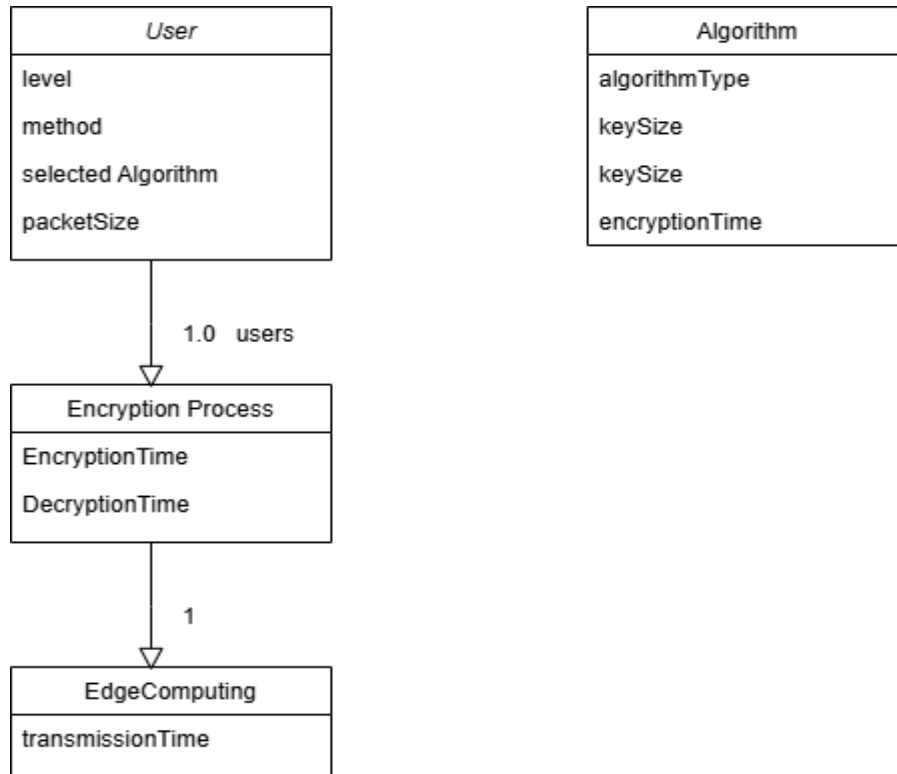 User
level
method
selected Algorithm
packetSize
1.0 users
Encryption Process
EncryptionTime
DecryptionTime
1
EdgeComputing
transmissionTime
Algorithm
algorithmType
keySize
keySize
encryptionTime